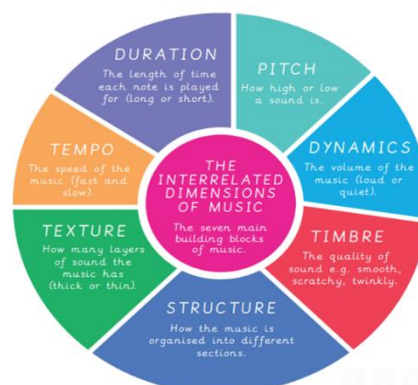 THE
INTERRELATED
DIMENSIONS
OF MUSIC
The seven main
building blocks
of music.
PITCH
How high or low
a sound is.
DYNAMICS
The volume of the
music (loud or
quiet).
TIMBRE
The quality of
sound e.g. smooth,
scratchy, twinkly.
STRUCTURE
How the music is
organised into different
sections.
TEXTURE
How many layers
of sound the
music has
(thick or thin).
TEMPO
The speed of the
music (fast and
slow).
DURATION
The length of time
each note is played
for (long or short).